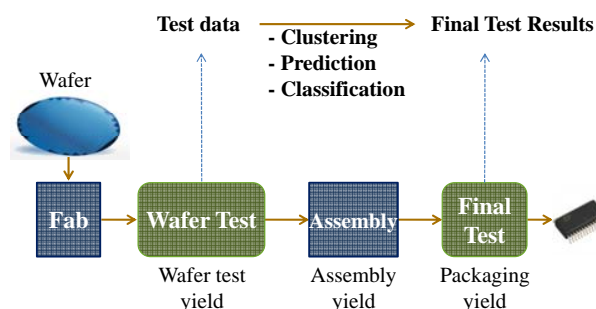 Test data
Final Test Results
- Clustering
- Prediction
- Classification
Wafer
Fab
Wafer Test
Assembly
Final
Test
Wafer test
yield
Assembly
yield
Packaging
yield